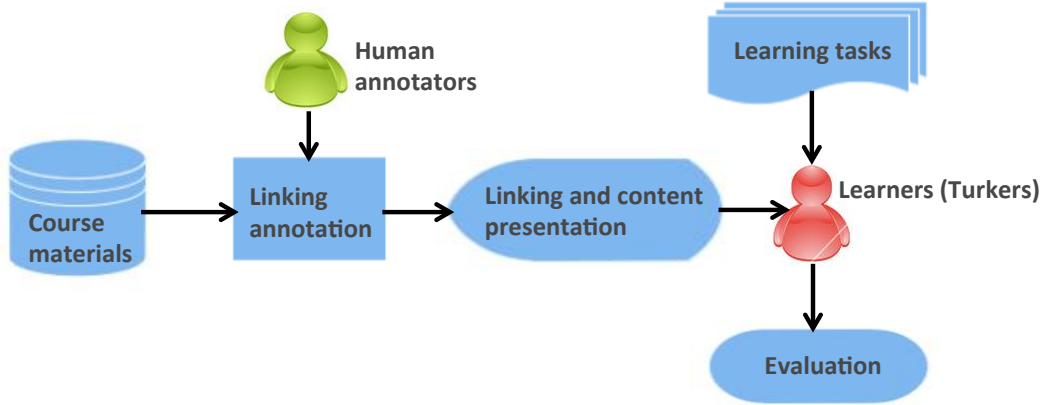 Human
annotators
Learning tasks
Course
materials
Linking
annotation
Linking and content
presentation
Learners (Turkers)
Evaluation